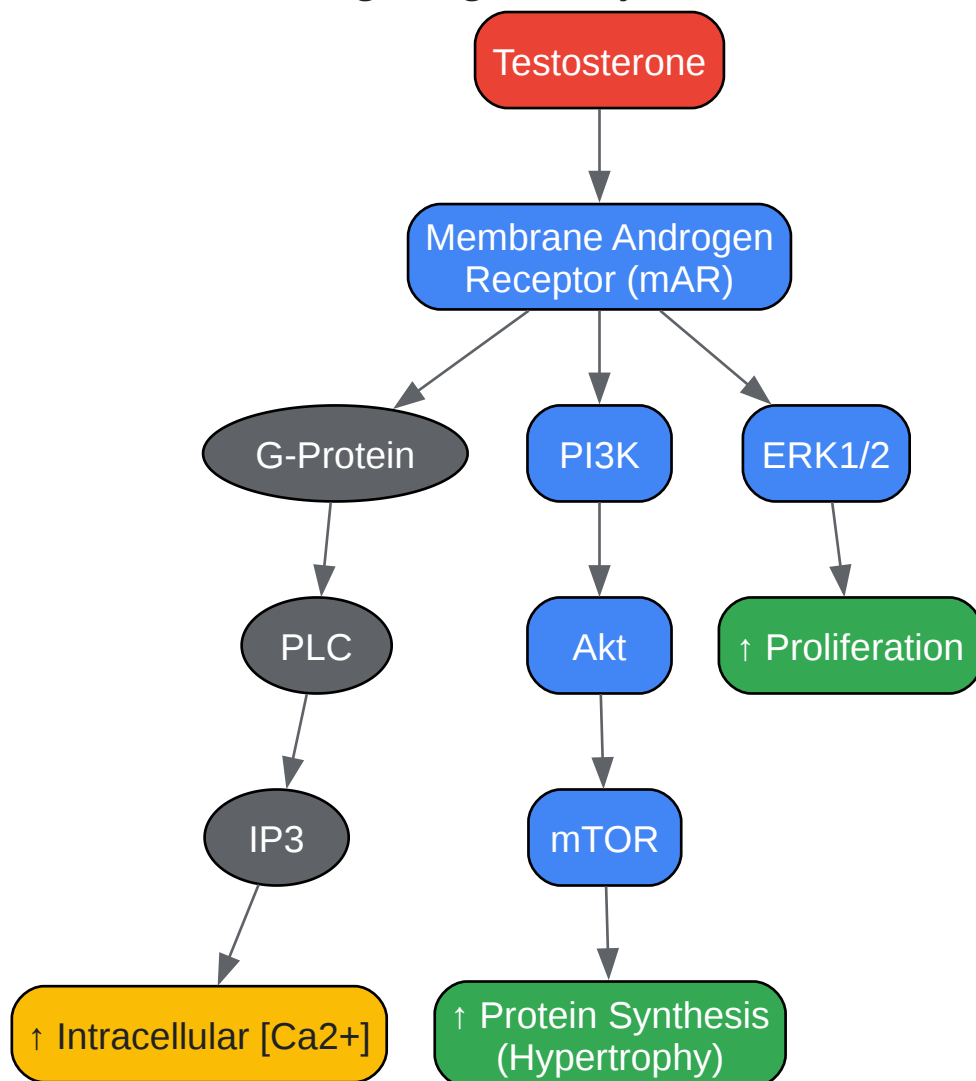 Testosterone
Membrane Androgen
Receptor (mAR)
G-Protein
PI3K
ERK1/2
PLC
Akt
↑ Proliferation
IP3
mTOR
↑ Intracellular [Ca2+]
↑ Protein Synthesis
(Hypertrophy)